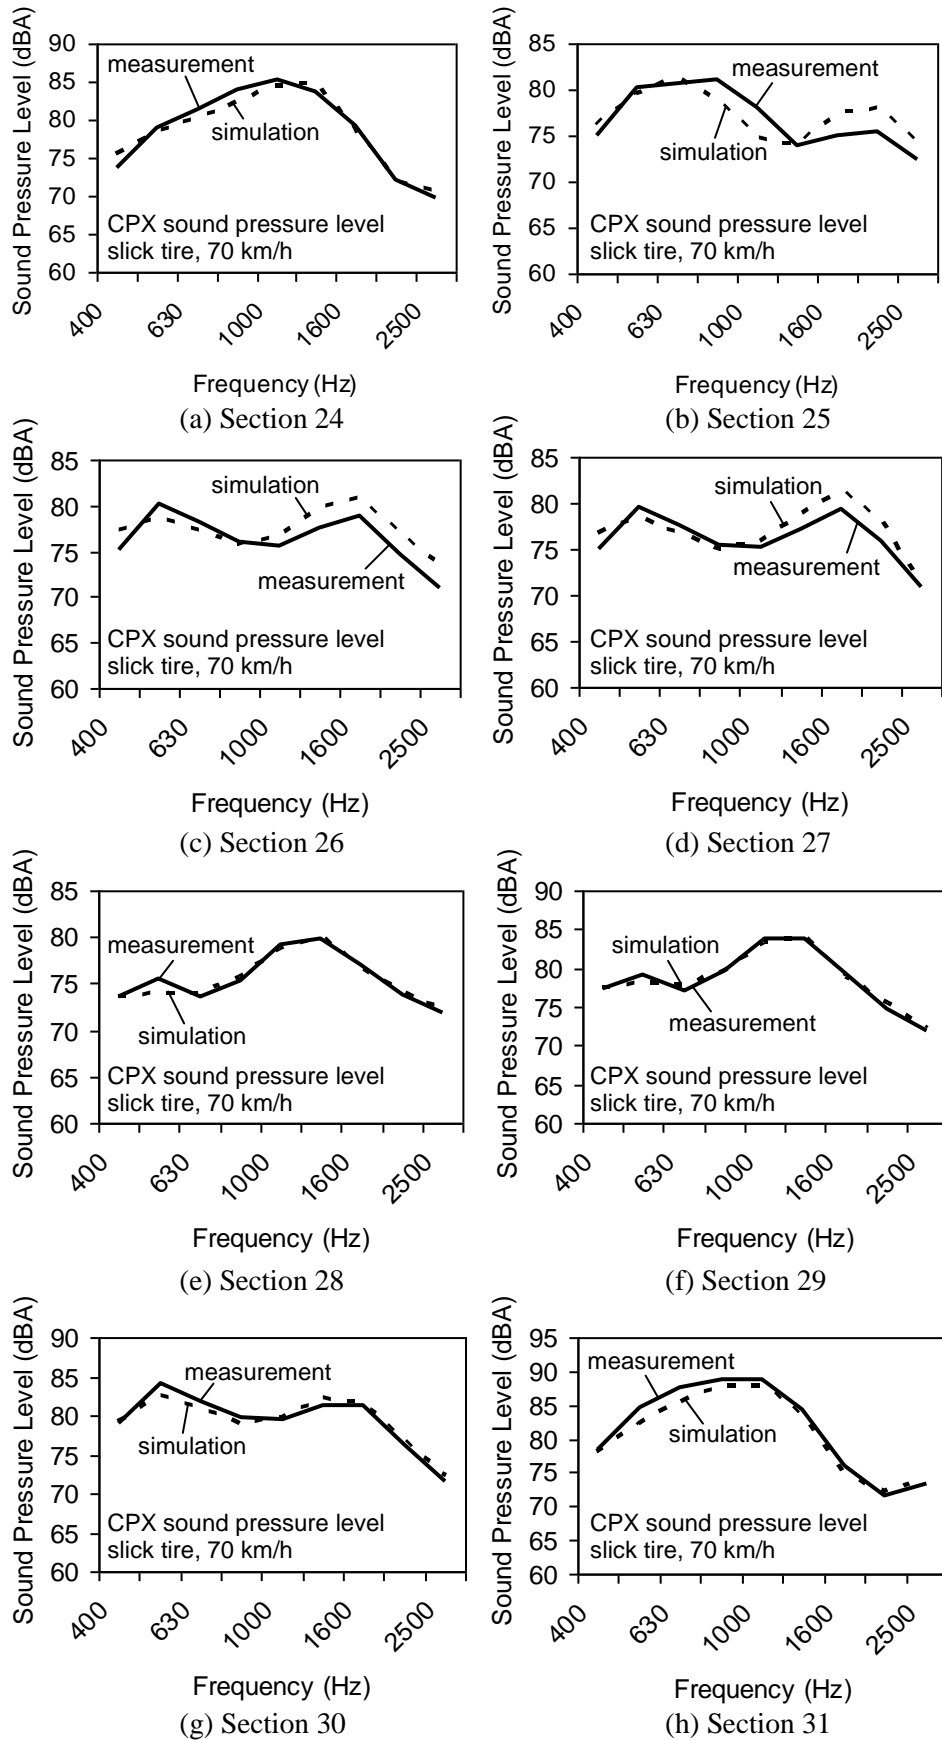 Sound Pressure Level (dBA)
90
85
80
75
70
65
60
measurement
simulation
CPX sound pressure level
slick tire, 70 km/h
400
630
1000
1600
2500
Frequency (Hz)
(a) Section 24
Sound Pressure Level (dBA)
85
80
75
70
65
60
measurement
simulation
CPX sound pressure level
slick tire, 70 km/h
400
630
1000
1600
2500
Frequency (Hz)
(b) Section 25
Sound Pressure Level (dBA)
85
80
75
70
65
60
simulation
measurement
CPX sound pressure level
slick tire, 70 km/h
400
630
1000
1600
2500
Frequency (Hz)
(c) Section 26
Sound Pressure Level (dBA)
85
80
75
70
65
60
simulation
measurement
CPX sound pressure level
slick tire, 70 km/h
400
630
1000
1600
2500
Frequency (Hz)
(d) Section 27
Sound Pressure Level (dBA)
85
80
75
70
65
60
measurement
simulation
CPX sound pressure level
slick tire, 70 km/h
400
630
1000
1600
2500
Frequency (Hz)
(e) Section 28
Sound Pressure Level (dBA)
90
85
80
75
70
65
60
simulation
measurement
CPX sound pressure level
slick tire, 70 km/h
400
630
1000
1600
2500
Frequency (Hz)
(f) Section 29
Sound Pressure Level (dBA)
90
85
80
75
70
65
60
measurement
simulation
CPX sound pressure level
slick tire, 70 km/h
400
630
1000
1600
2500
Frequency (Hz)
(g) Section 30
Sound Pressure Level (dBA)
95
90
85
80
75
70
65
60
measurement
simulation
CPX sound pressure level
slick tire, 70 km/h
400
630
1000
1600
2500
Frequency (Hz)
(h) Section 31